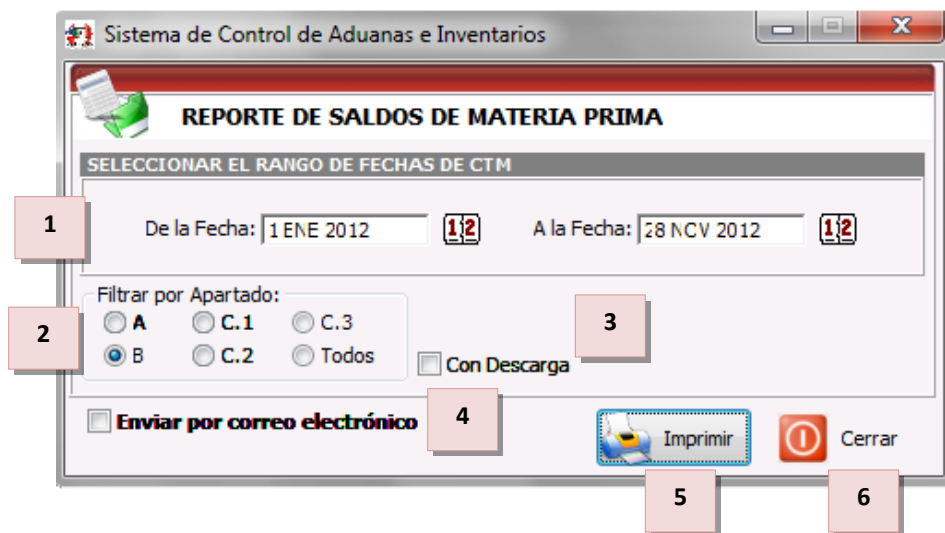 Sistema de Control de Aduanas e Inventarios
REPORTE DE SALDOS DE MATERIA PRIMA
SELECCIONAR EL RANGO DE FECHAS DE CTM
1
De la Fecha: 1 ENE 2012 12 A la Fecha: 28 NOV 2012 12
Filtrar por Apartado:
2
A C.1 C.3
3
B C.2 Todos
Con Descarga
Enviar por correo electrónico
4
Imprimir Cerrar
5 6